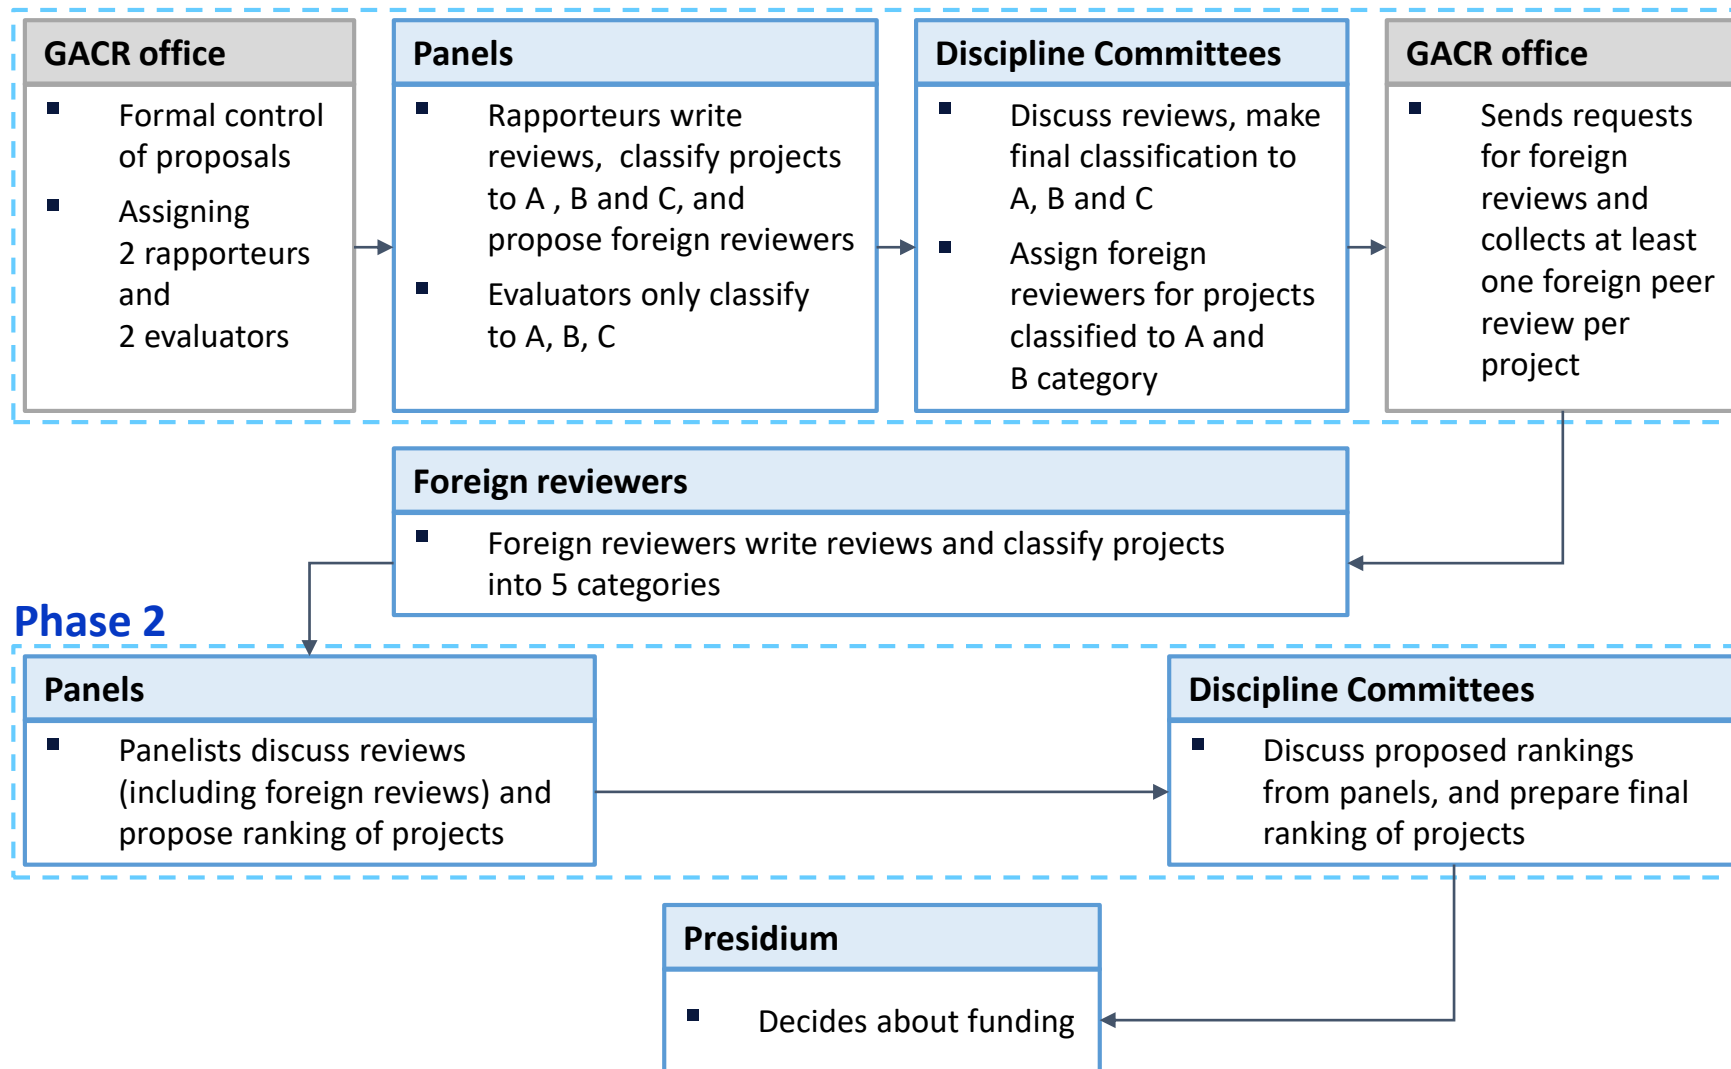 GACR office
▪ Formal control
of proposals
▪ Assigning
2 rapporteurs
and
2 evaluators
Panels
▪ Rapporteurs write
reviews, classify projects
to A , B and C, and
propose foreign reviewers
▪ Evaluators only classify
to A, B, C
Discipline Committees
▪ Discuss reviews, make
final classification to
A, B and C
▪ Assign foreign
reviewers for projects
classified to A and
B category
GACR office
▪ Sends requests
for foreign
reviews and
collects at least
one foreign peer
review per
project
Foreign reviewers
▪ Foreign reviewers write reviews and classify projects
into 5 categories
Phase 2
Panels
▪ Panelists discuss reviews
(including foreign reviews) and
propose ranking of projects
Discipline Committees
▪ Discuss proposed rankings
from panels, and prepare final
ranking of projects
Presidium
▪ Decides about funding